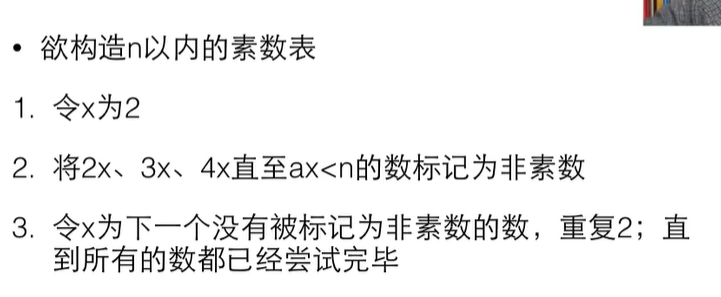 • 欲构造n以内的素数表
1. 令x为2
2. 将2x、3x、4x直至ax<n的数标记为非素数
3. 令x为下一个没有被标记为非素数的数，重复2；直
到所有的数都已经尝试完毕